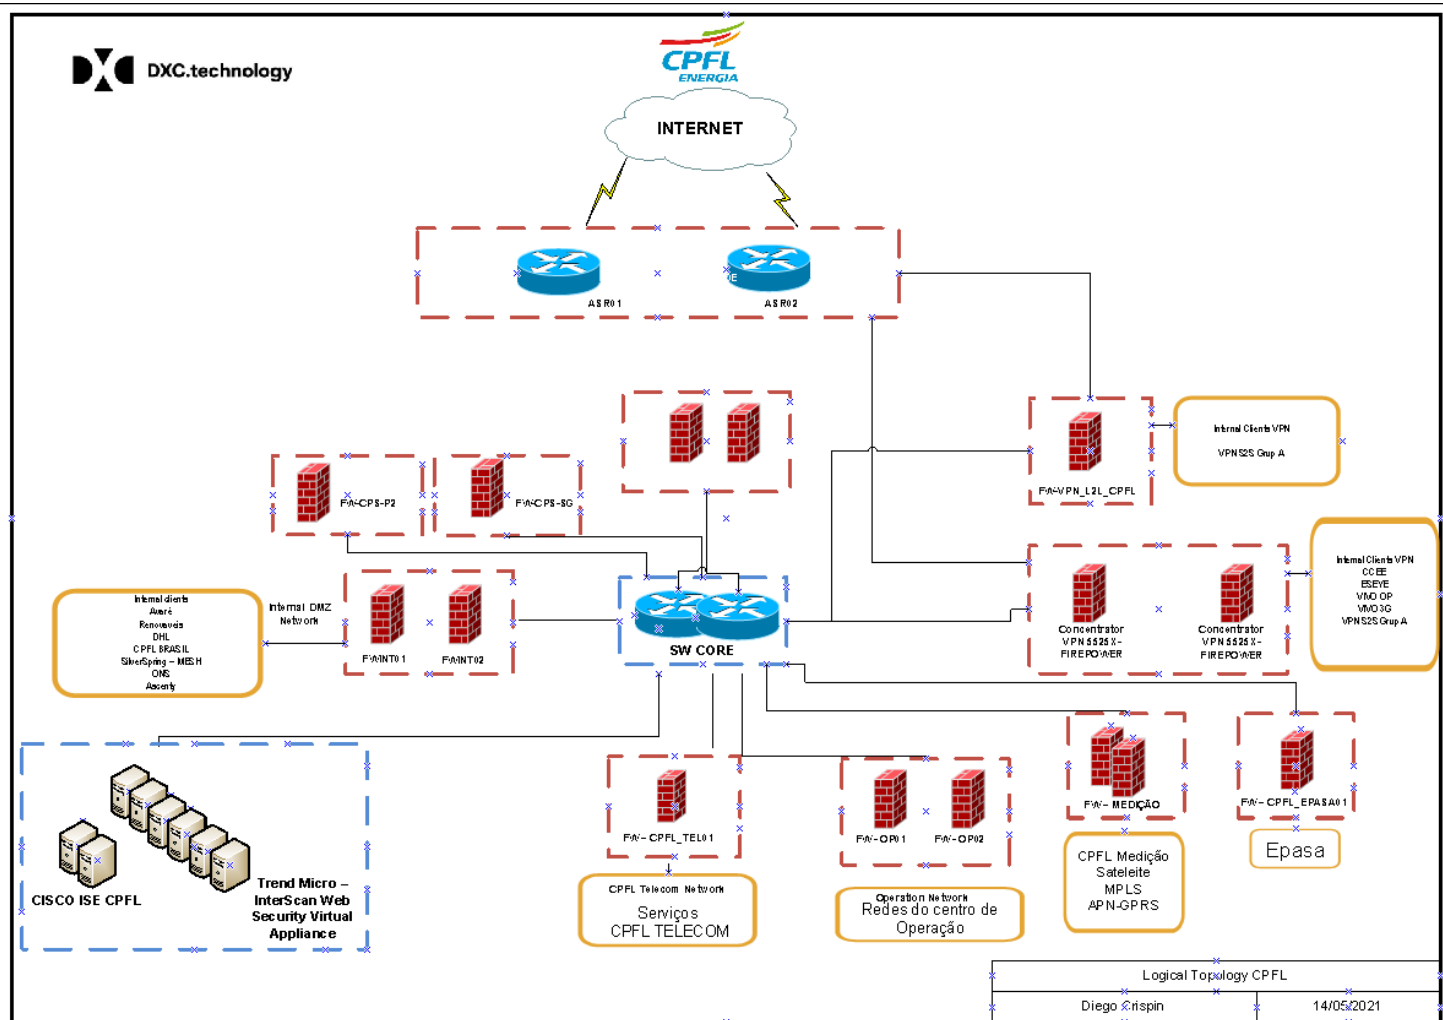 DXC.technology
CPFL
ENERGIA
INTERNET
ASR01
DE
ASR02
FW-CPS-P2
FW-CPS-SG
FW-VPN_L2L_CPFL
Internal Clients VPN
VPNS2S Grup A
Internal clients
Avaré
Renovaveis
DHL
CPFL BRASIL
SilverSpring – MESH
ONS
Ascenty
Internal DMZ
Network
FWINT01
FWINT02
SW CORE
Concentrator
VPN 5525X-
FIREPOWER
Concentrator
VPN 5525X-
FIREPOWER
Internal Clients VPN
CCEE
ESEYE
VIVO OP
VIVO 3G
VPNS2S Grup A
CISCO ISE CPFL
Trend Micro –
InterScan Web
Security Virtual
Appliance
FW- CPFL_TEL01
FW-OP01
FW-OP02
FW- MEDIÇÃO
FW- CPFL_EPASA01
CPFL Telecom Network
Serviços
CPFL TELECOM
Operation Network
Redes do centro de
Operação
CPFL Medição
Sateleite
MPLS
APN-GPRS
Epasa
Logical Topology CPFL
Diego Crispin
14/05/2021